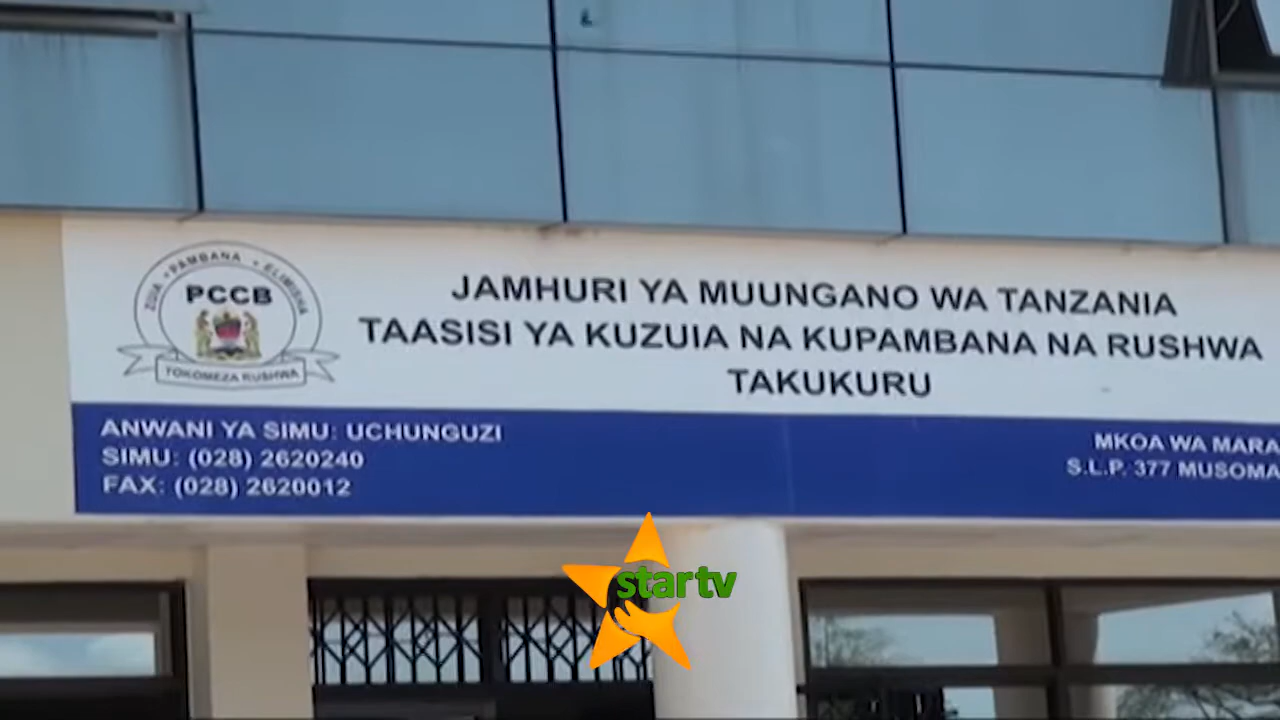 ZUIA • PAMBANA • ELIMISHA
PCCB
TOKOMEZA RUSHWA
JAMHURI YA MUUNGANO WA TANZANIA
TAASISI YA KUZUIA NA KUPAMBANA NA RUSHWA
TAKUKURU
ANWANI YA SIMU: UCHUNGUZI
SIMU: (028) 2620240
FAX: (028) 2620012
MKOA WA MARA
S.L.P. 377 MUSOMA
startv